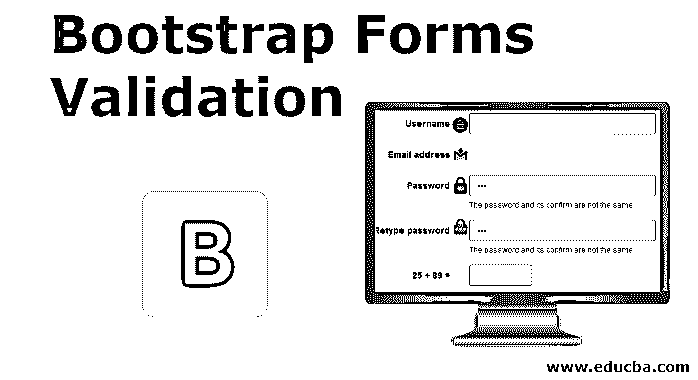 Bootstrap Forms
Validation
Username
Email address
Password
The password and its confirm are not the same
Retype password
The password and its confirm are not the same
25 + 89 =
B
www.educba.com